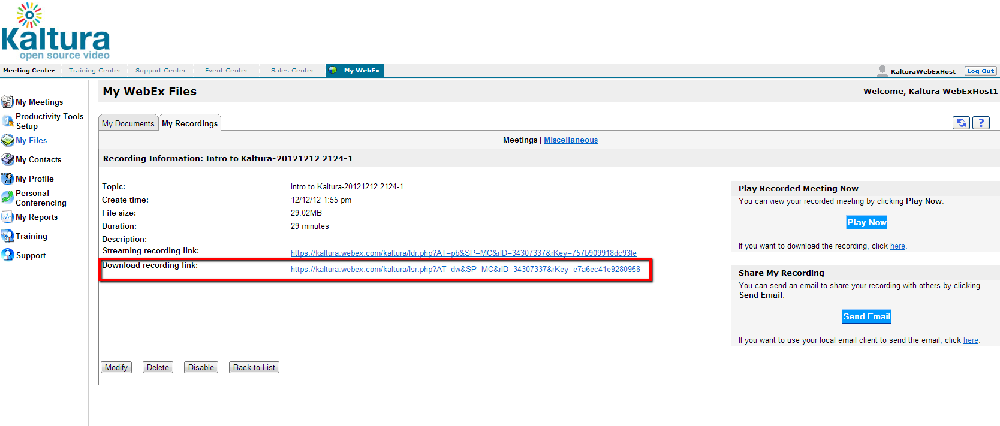 Kaltura
open source video
Meeting Center Training Center Support Center Event Center Sales Center My WebEx KalturaWebExHost Log Out
My WebEx Files Welcome, Kaltura WebExHost1
My Meetings
Productivity Tools
Setup
My Files
My Contacts
My Profile
Personal
Conferencing
My Reports
Training
Support
My Documents My Recordings ?
Meetings | Miscellaneous
Recording Information: Intro to Kaltura-20121212 2124-1
Topic: Intro to Kaltura-20121212 2124-1
Create time: 12/12/12 1:55 pm
File size: 29.02MB
Duration: 29 minutes
Description:
Streaming recording link: https://kaltura.webex.com/kaltura/ldr.php?AT=pb&SP=MC&rID=34307337&rKey=757b909918dc93fe
Download recording link: https://kaltura.webex.com/kaltura/lsr.php?AT=dw&SP=MC&rID=34307337&rKey=e7a6ec41e9280958
Play Recorded Meeting Now
You can view your recorded meeting by clicking Play Now.
Play Now
If you want to download the recording, click here.
Share My Recording
You can send an email to share your recording with others by clicking
Send Email.
Send Email
If you want to use your local email client to send the email, click here.
Modify Delete Disable Back to List